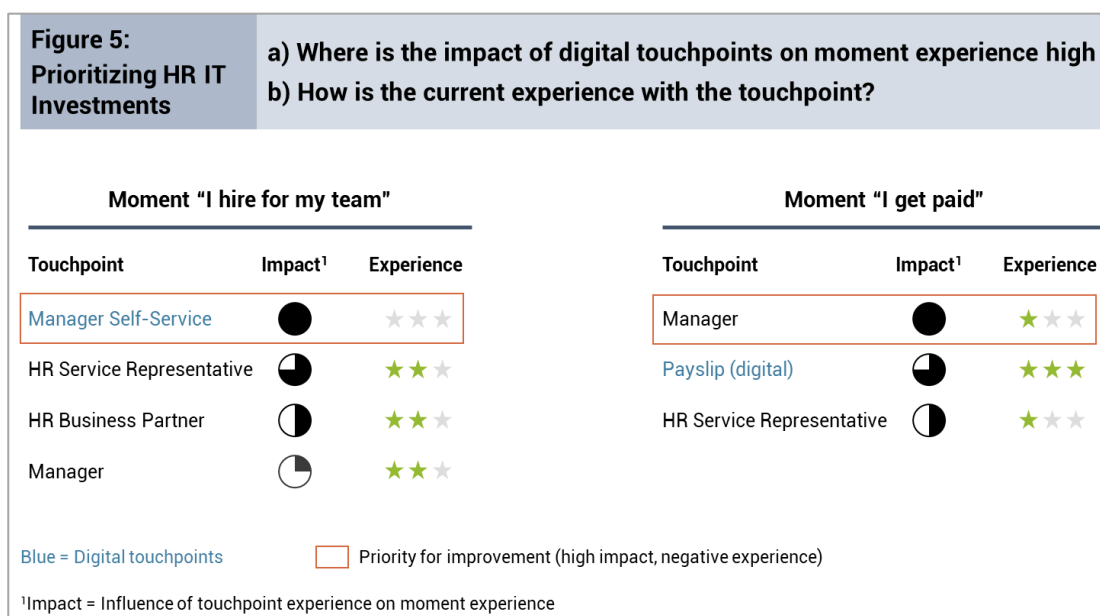 Figure 5:
Prioritizing HR IT
Investments
a) Where is the impact of digital touchpoints on moment experience high
b) How is the current experience with the touchpoint?
Moment “I hire for my team”
Touchpoint Impact¹ Experience
Manager Self-Service
HR Service Representative
HR Business Partner
Manager
Moment “I get paid”
Touchpoint Impact¹ Experience
Manager
Payslip (digital)
HR Service Representative
Blue = Digital touchpoints
Priority for improvement (high impact, negative experience)
¹Impact = Influence of touchpoint experience on moment experience